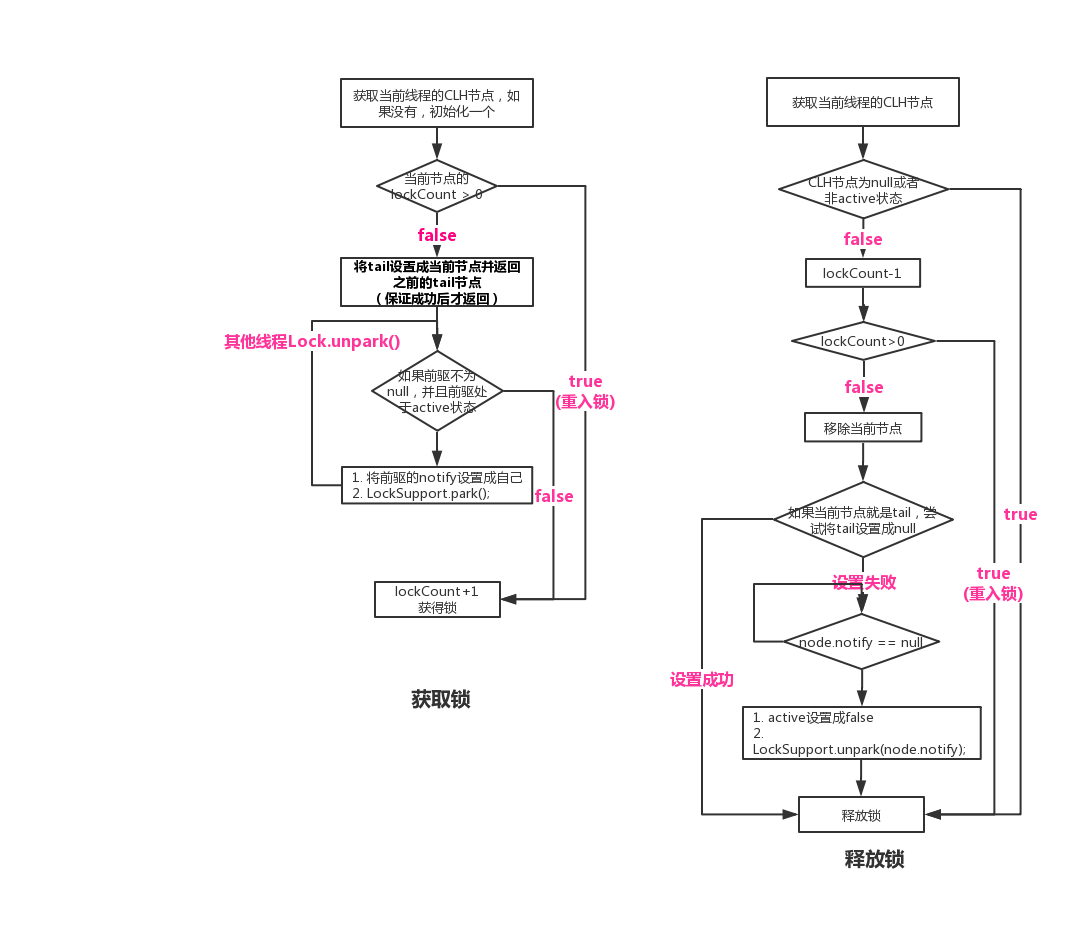 获取当前线程的CLH节点，如
果没有，初始化一个
当前节点的
lockCount > 0
false
将tail设置成当前节点并返回
之前的tail节点
（保证成功后才返回）
其他线程Lock.unpark()
如果前驱不为
null，并且前驱处
于active状态
true
(重入锁)
1. 将前驱的notify设置成自己
2. LockSupport.park();
false
lockCount+1
获得锁
获取锁
获取当前线程的CLH节点
CLH节点为null或者
非active状态
false
lockCount-1
lockCount>0
false
移除当前节点
如果当前节点就是tail，尝
试将tail设置成null
true
设置失败
true
(重入锁)
node.notify == null
设置成功
1. active设置成false
2.
LockSupport.unpark(node.notify);
释放锁
释放锁